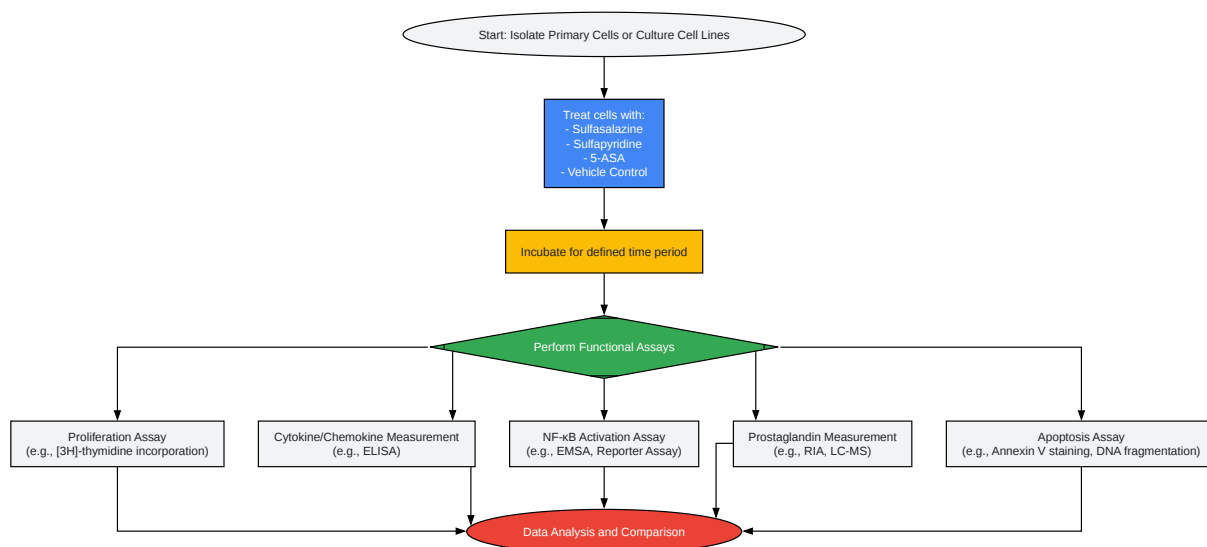 Start: Isolate Primary Cells or Culture Cell Lines
Treat cells with:
- Sulfasalazine
- Sulfapyridine
- 5-ASA
- Vehicle Control
Incubate for defined time period
Perform Functional Assays
Proliferation Assay
(e.g., [3H]-thymidine incorporation)
Cytokine/Chemokine Measurement
(e.g., ELISA)
NF-κB Activation Assay
(e.g., EMSA, Reporter Assay)
Prostaglandin Measurement
(e.g., RIA, LC-MS)
Apoptosis Assay
(e.g., Annexin V staining, DNA fragmentation)
Data Analysis and Comparison